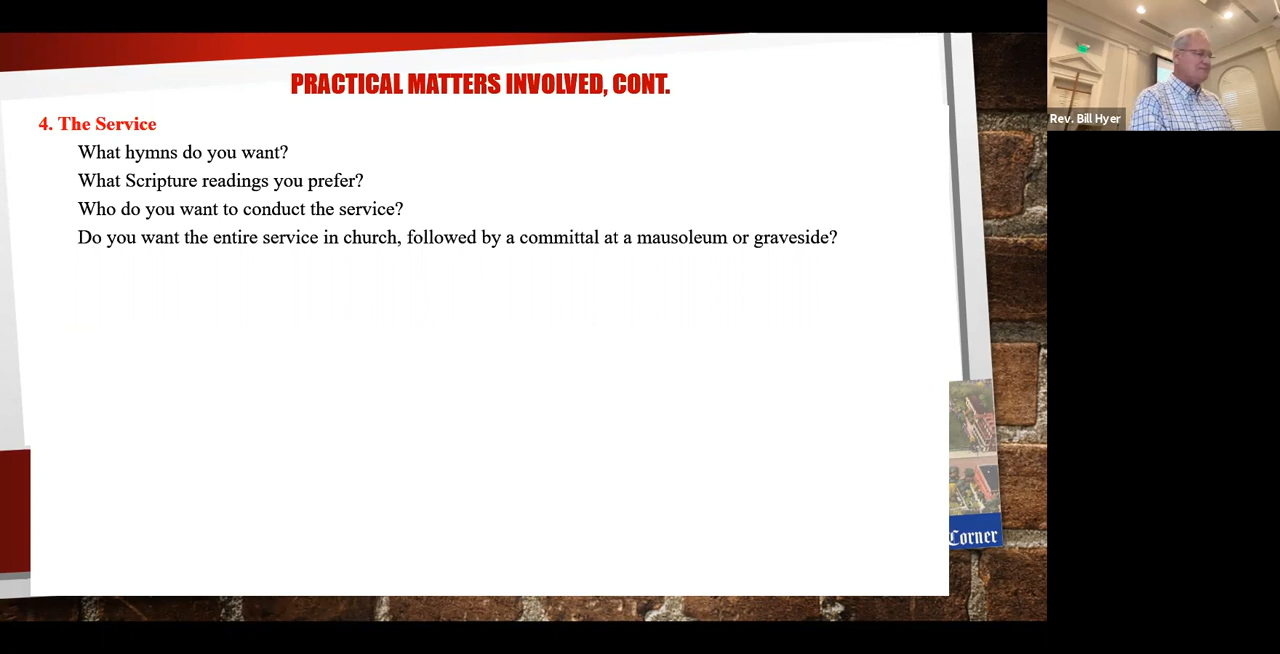 PRACTICAL MATTERS INVOLVED, CONT.
4. The Service
What hymns do you want?
What Scripture readings you prefer?
Who do you want to conduct the service?
Do you want the entire service in church, followed by a committal at a mausoleum or graveside?
Rev. Bill Hyer
Corner